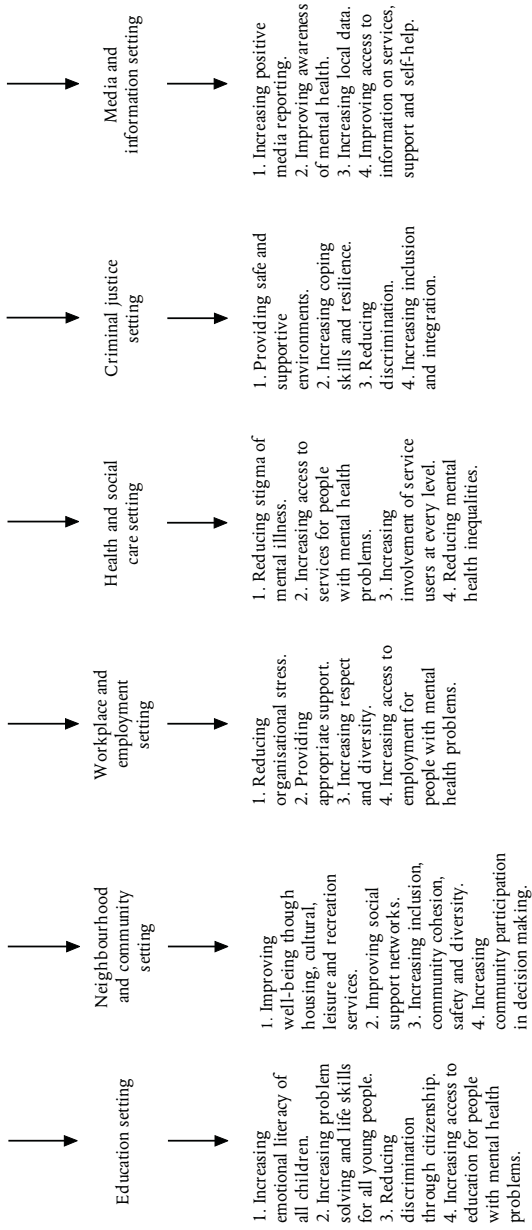 Education setting
1. Increasing
emotional literacy of
all children.
2. Increasing problem
solving and life skills
for all young people.
3. Reducing
discrimination
through citizenship.
4. Increasing access to
education for people
with mental health
problems.
Neighbourhood
and community
setting
1. Improving
well-being though
housing, cultural,
leisure and recreation
services.
2. Improving social
support networks.
3. Increasing inclusion,
community cohesion,
safety and diversity.
4. Increasing
community participation
in decision making.
Workplace and
employment
setting
1. Reducing
organisational stress.
2. Providing
appropriate support.
3. Increasing respect
and diversity.
4. Increasing access to
employment for
people with mental
health problems.
Health and social
care setting
1. Reducing stigma of
mental illness.
2. Increasing access to
services for people
with mental health
problems.
3. Increasing
involvement of service
users at every level.
4. Reducing mental
health inequalities.
Criminal justice
setting
1. Providing safe and
supportive
environments.
2. Increasing coping
skills and resilience.
3. Reducing
discrimination.
4. Increasing inclusion
and integration.
Media and
information setting
1. Increasing positive
media reporting.
2. Improving awareness
of mental health.
3. Increasing local data.
4. Improving access to
information on services,
support and self-help.